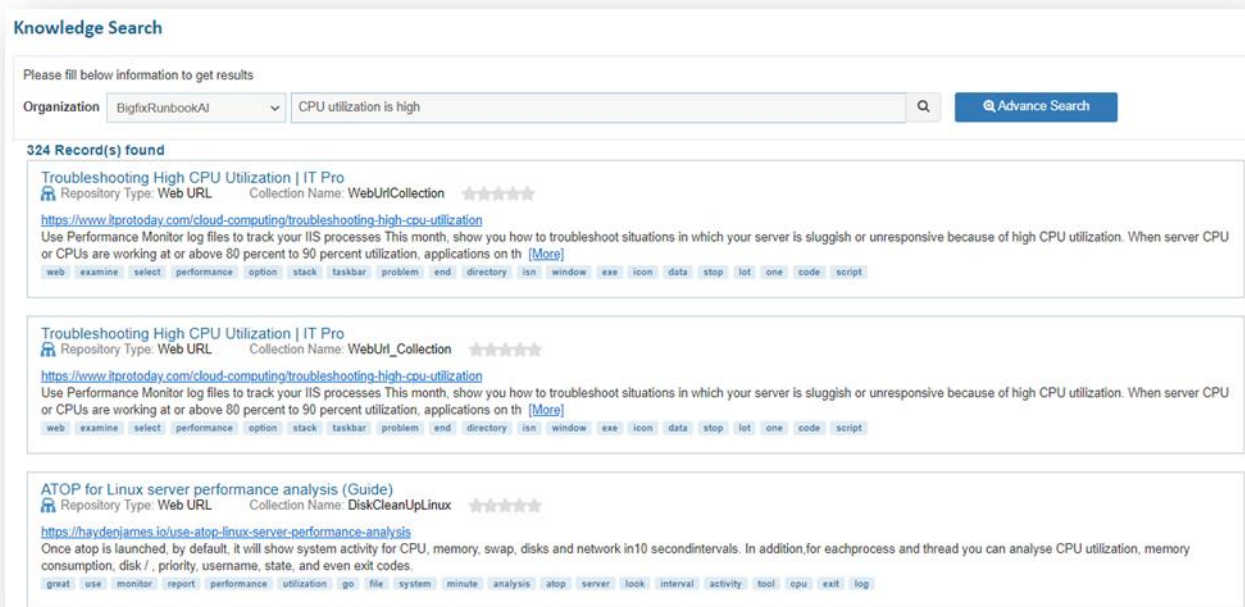 Knowledge Search
Please fill below information to get results
Organization BigfixRunbookAI CPU utilization is high Advance Search
324 Record(s) found
Troubleshooting High CPU Utilization | IT Pro
Repository Type: Web URL Collection Name: WebUrlCollection
https://www.itprotoday.com/cloud-computing/troubleshooting-high-cpu-utilization
Use Performance Monitor log files to track your IIS processes This month, show you how to troubleshoot situations in which your server is sluggish or unresponsive because of high CPU utilization. When server CPU
or CPUs are working at or above 80 percent to 90 percent utilization, applications on th [More]
web examine select performance option stack taskbar problem end directory isn window exe icon data stop lot one code script
Troubleshooting High CPU Utilization | IT Pro
Repository Type: Web URL Collection Name: WebUrl_Collection
https://www.itprotoday.com/cloud-computing/troubleshooting-high-cpu-utilization
Use Performance Monitor log files to track your IIS processes This month, show you how to troubleshoot situations in which your server is sluggish or unresponsive because of high CPU utilization. When server CPU
or CPUs are working at or above 80 percent to 90 percent utilization, applications on th [More]
web examine select performance option stack taskbar problem end directory isn window exe icon data stop lot one code script
ATOP for Linux server performance analysis (Guide)
Repository Type: Web URL Collection Name: DiskCleanUpLinux
https://haydenjames.io/use-atop-linux-server-performance-analysis
Once atop is launched, by default, it will show system activity for CPU, memory, swap, disks and network in10 secondintervals. In addition,for eachprocess and thread you can analyse CPU utilization, memory
consumption, disk / , priority, username, state, and even exit codes.
great use monitor report performance utilization go file system minute analysis atop server look interval activity tool cpu exit log